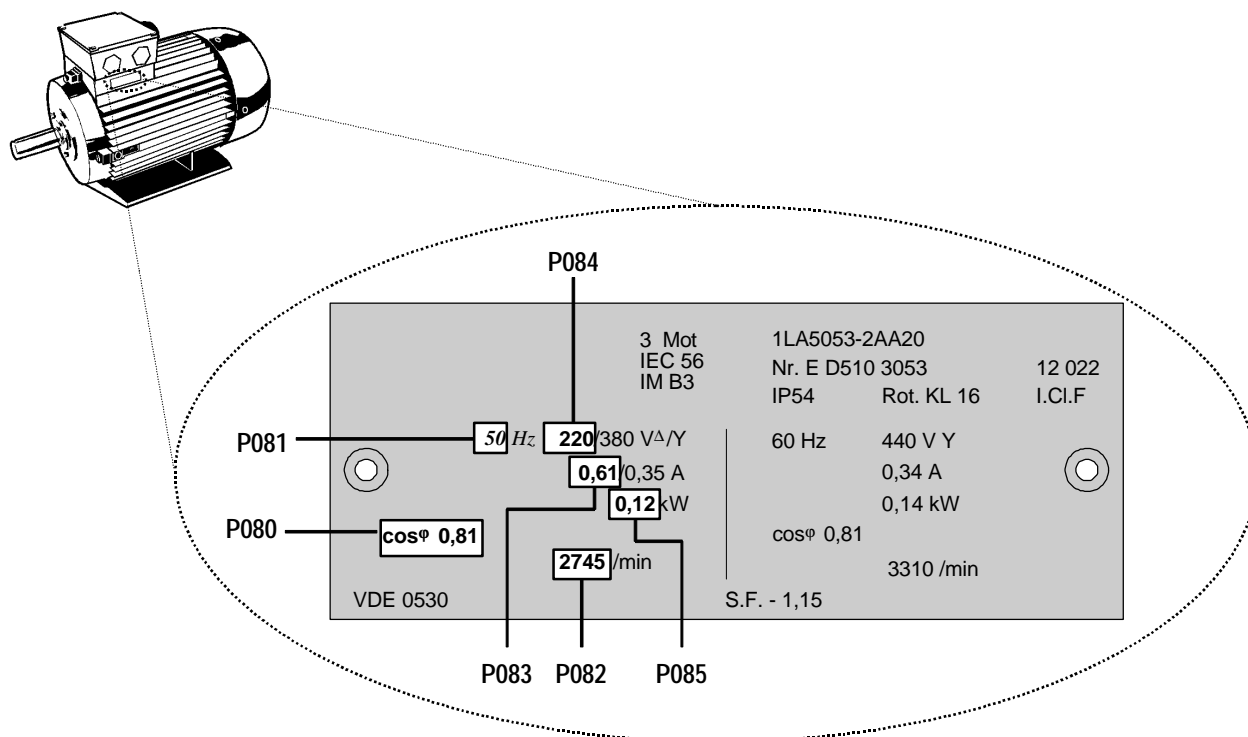 P084
3 Mot
IEC 56
IM B3
1LA5053-2AA20
Nr. E D510 3053
12 022
IP54
Rot. KL 16
I.Cl.F
P081
50 Hz
220/380 VΔ/Y
60 Hz
440 V Y
0,61/0,35 A
0,34 A
0,12 kW
0,14 kW
P080
cosφ 0,81
cosφ 0,81
2745 /min
3310 /min
VDE 0530
S.F. - 1,15
P083
P082
P085